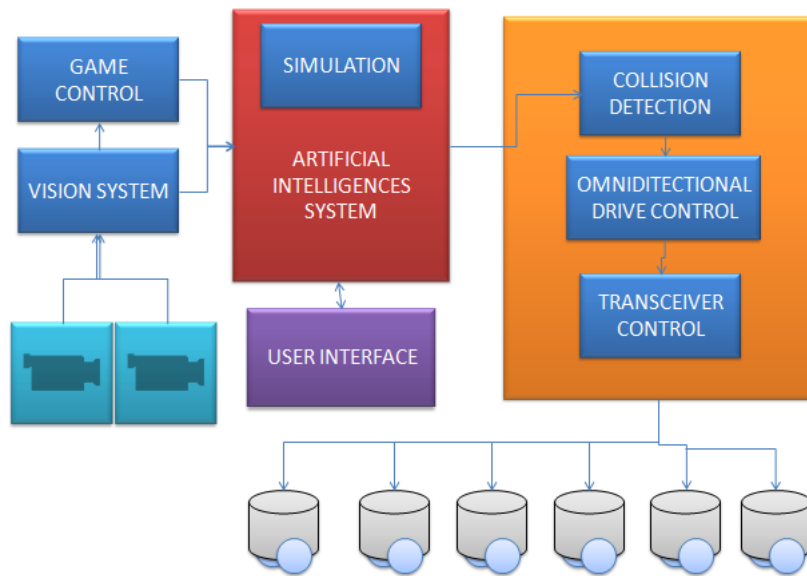 GAME
CONTROL
VISION SYSTEM
SIMULATION
ARTIFICIAL
INTELLIGENCES
SYSTEM
USER INTERFACE
COLLISION
DETECTION
OMNIDITECTIONAL
DRIVE CONTROL
TRANSCEIVER
CONTROL